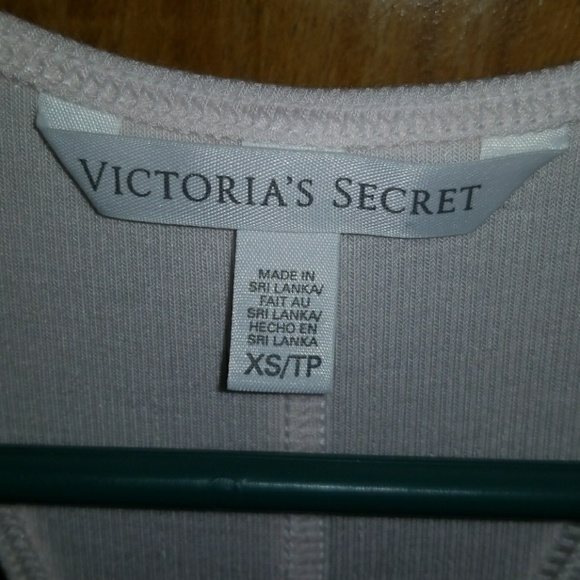 VICTORIA'S SECRET
MADE IN
SRI LANKA/
FAIT AU
SRI LANKA/
HECHO EN
SRI LANKA
XS/TP